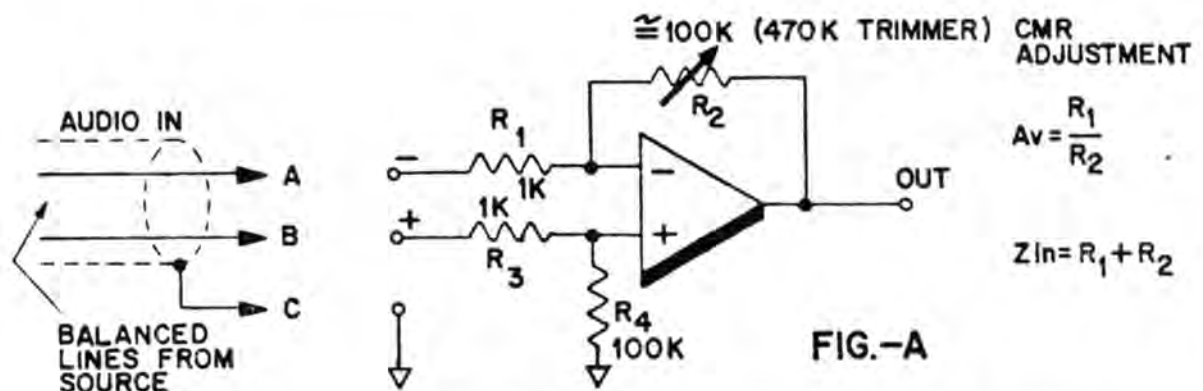 ≅100K (470K TRIMMER) CMR
ADJUSTMENT
R2
AUDIO IN
R1
1K
Av = R1
R2
A
−
−
OUT
1K
B
+
+
R3
Zin = R1 + R2
C
R4
100K
FIG.-A
BALANCED
LINES FROM
SOURCE